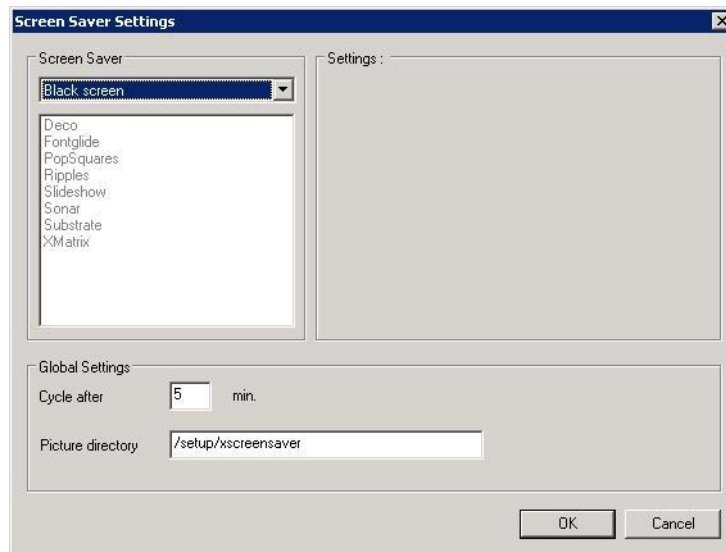 Screen Saver Settings
Screen Saver
Settings :
Black screen
Deco
Fontglide
PopSquares
Ripples
Slideshow
Sonar
Substrate
XMatrix
Global Settings
Cycle after 5 min.
Picture directory /setup/xscreensaver
OK Cancel